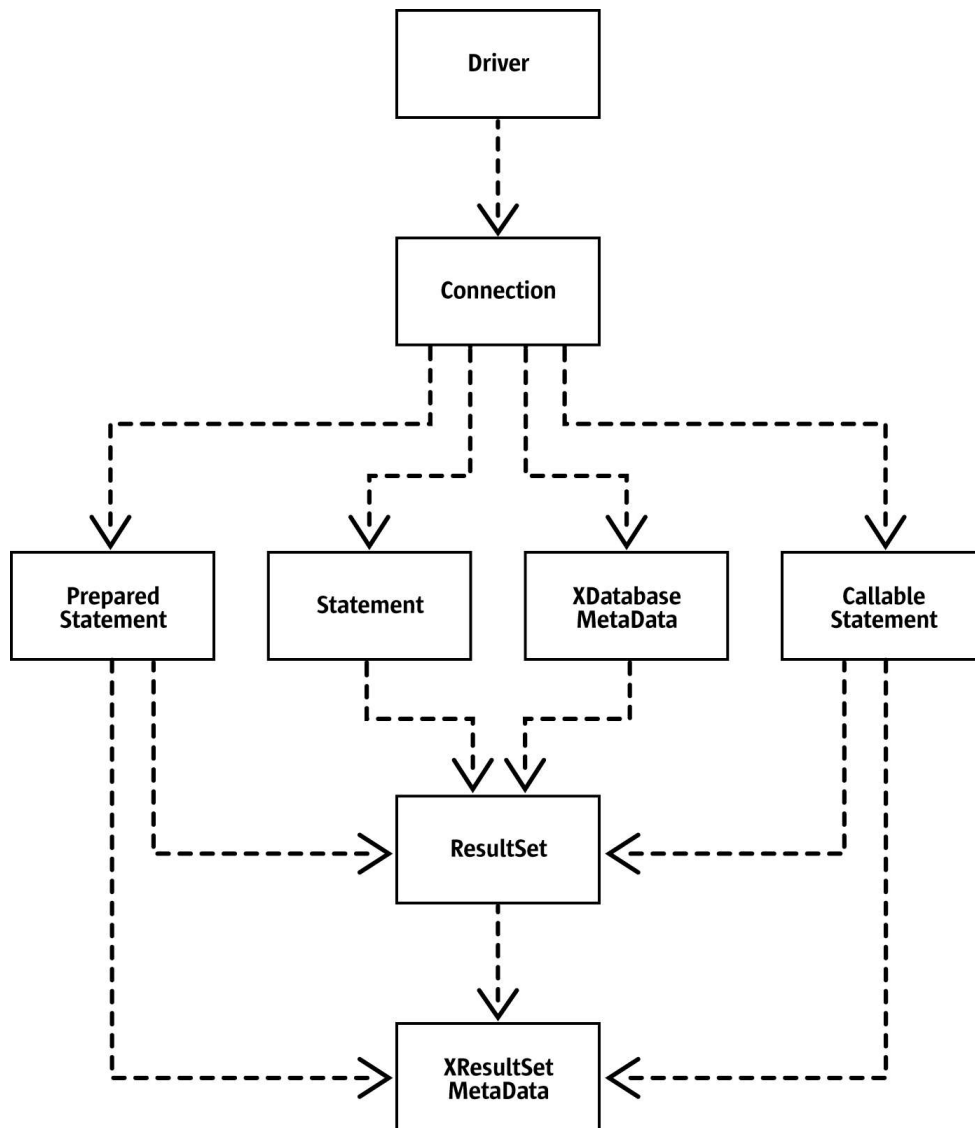 Driver
Connection
Prepared
Statement
Statement
XDatabase
MetaData
Callable
Statement
ResultSet
XResultSet
MetaData